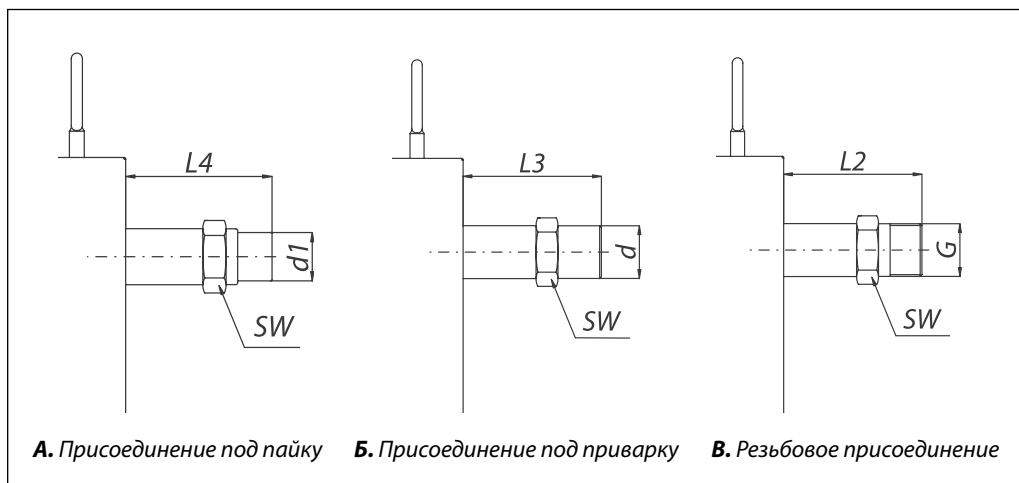 L4
d1
SW
L3
d
SW
L2
G
SW
А. Присоединение под пайку
Б. Присоединение под приварку
В. Резьбовое присоединение